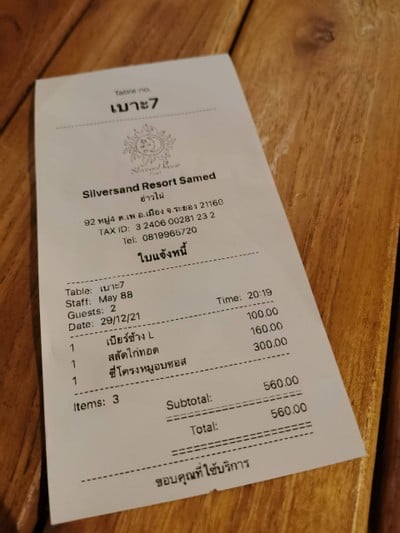 Table no.
เบาะ7
Silversand Resort
Silversand Resort Samed
อ่าวไผ่
92 หมู่4 ต.เพ อ.เมือง จ.ระยอง 21160
TAX ID: 3 2406 00281 23 2
Tel: 0819965720
ใบแจ้งหนี้
Table: เบาะ7
Staff: May 88
Guests: 2
Date: 29/12/21 Time: 20:19
1 เบียร์ช้าง L 100.00
1 สลัดไก่ทอด 160.00
1 ซี่โครงหมูอบซอส 300.00
Items: 3 Subtotal: 560.00
Total: 560.00
ขอบคุณที่ใช้บริการ